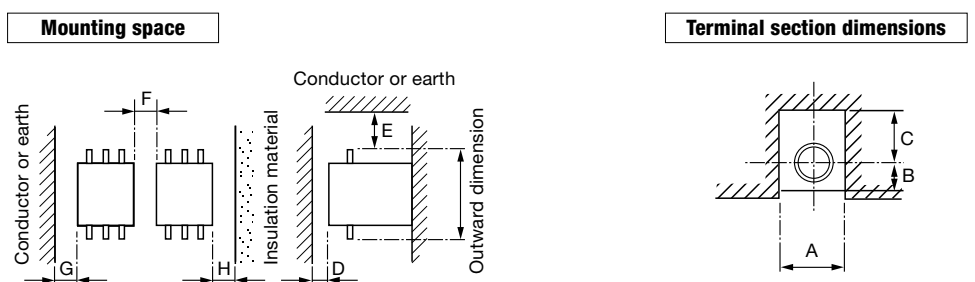 Mounting space
Terminal section dimensions
Conductor or earth
F
E
C
B
Conductor or earth
Insulation material
Outward dimension
G
H
D
A